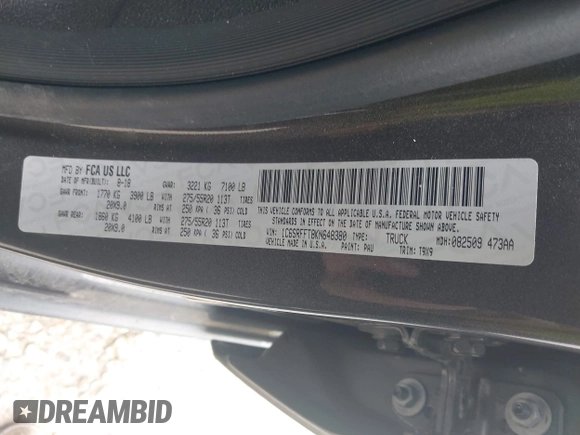 MFD BY FCA US LLC
DATE OF MFR(BUILT): 8-18 GVWR: 3221 KG 7100 LB
GAWR FRONT: 1770 KG 3900 LB WITH 275/55R20 113T TIRES
20X9.0 RIMS AT 250 KPA ( 36 PSI) COLD
GAWR REAR: 1860 KG 4100 LB WITH 275/55R20 113T TIRES
20X9.0 RIMS AT 250 KPA ( 36 PSI) COLD
THIS VEHICLE CONFORMS TO ALL APPLICABLE U.S.A. FEDERAL MOTOR VEHICLE SAFETY
STANDARDS IN EFFECT ON THE DATE OF
MANUFACTURE SHOWN ABOVE.
VIN: 1C6SRFFT8KN640380 TYPE: TRUCK MDH: 082509 473AA
MADE IN U.S.A. PAINT: PAU TRIM: T9V9
DREAMBID